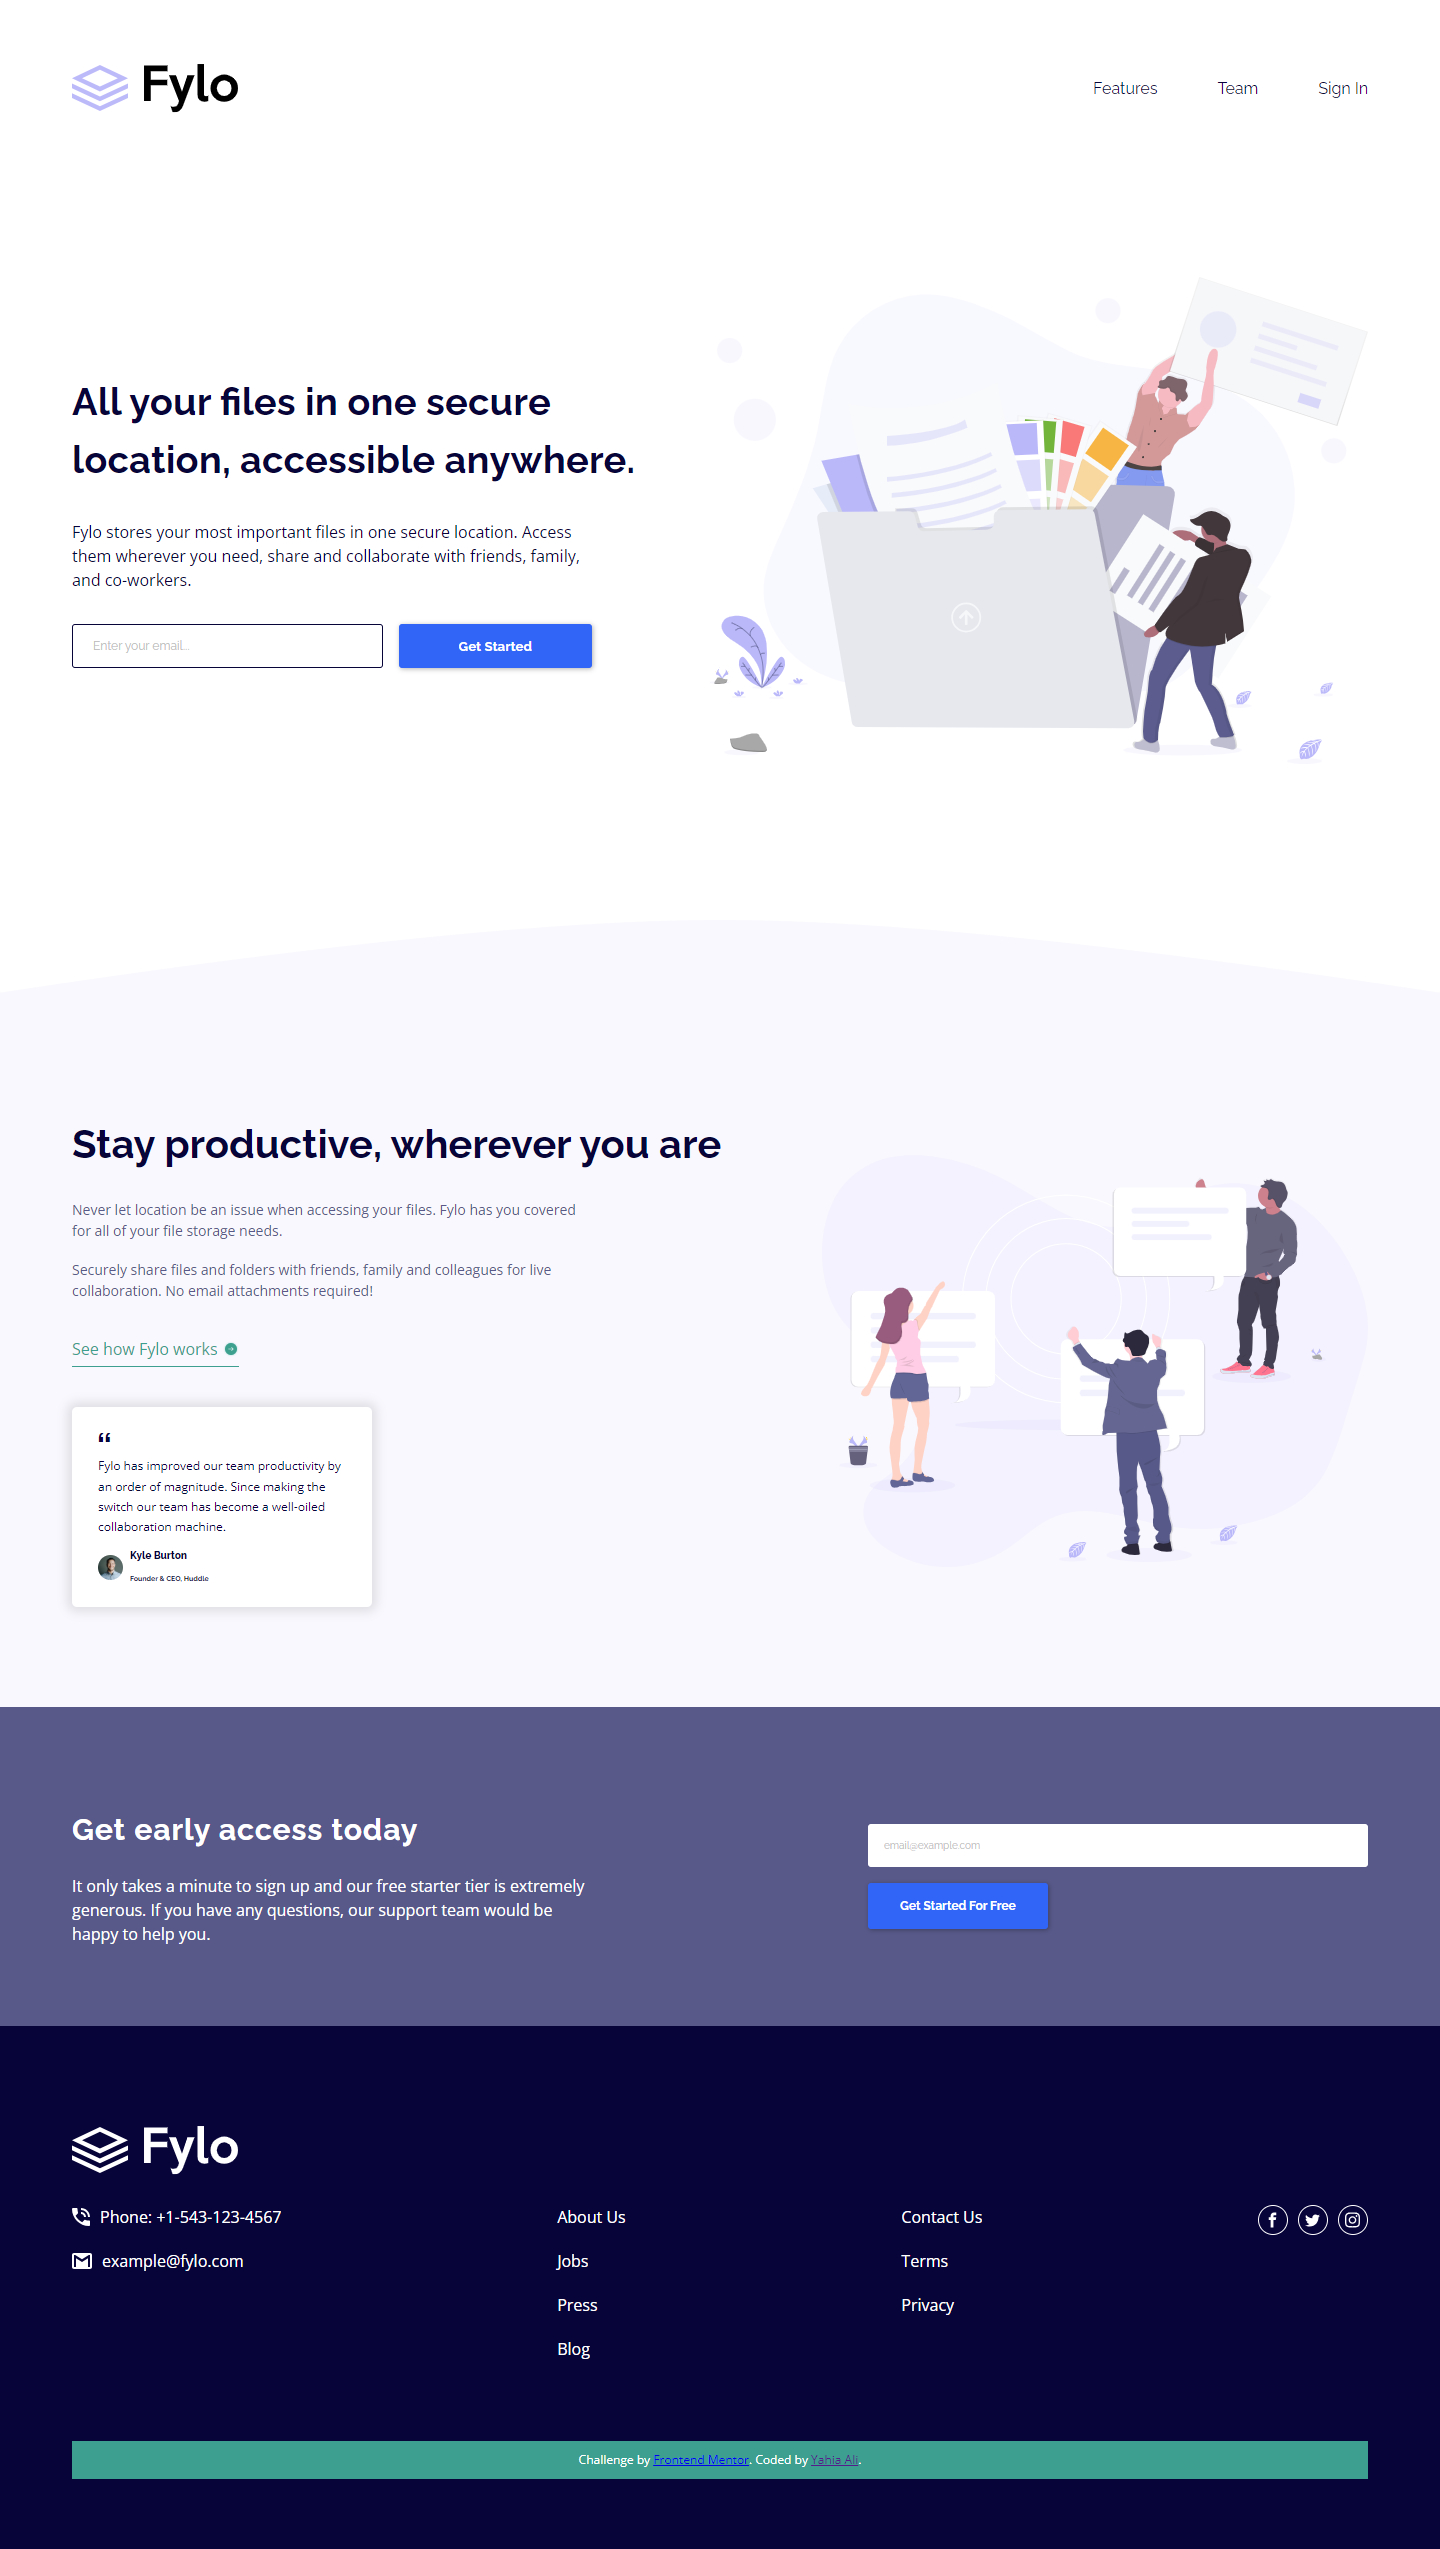 Fylo
Features
Team
Sign In
All your files in one secure
location, accessible anywhere.
Fylo stores your most important files in one secure location. Access
them wherever you need, share and collaborate with friends, family,
and co-workers.
Enter your email...
Get Started
Stay productive, wherever you are
Never let location be an issue when accessing your files. Fylo has you covered
for all of your file storage needs.
Securely share files and folders with friends, family and colleagues for live
collaboration. No email attachments required!
See how Fylo works
“
Fylo has improved our team productivity by
an order of magnitude. Since making the
switch our team has become a well-oiled
collaboration machine.
Kyle Burton
Founder & CEO, Huddle
Get early access today
It only takes a minute to sign up and our free starter tier is extremely
generous. If you have any questions, our support team would be
happy to help you.
email@example.com
Get Started For Free
Fylo
Phone: +1-543-123-4567
example@fylo.com
About Us
Jobs
Press
Blog
Contact Us
Terms
Privacy
Challenge by Frontend Mentor. Coded by Yahia Ali.